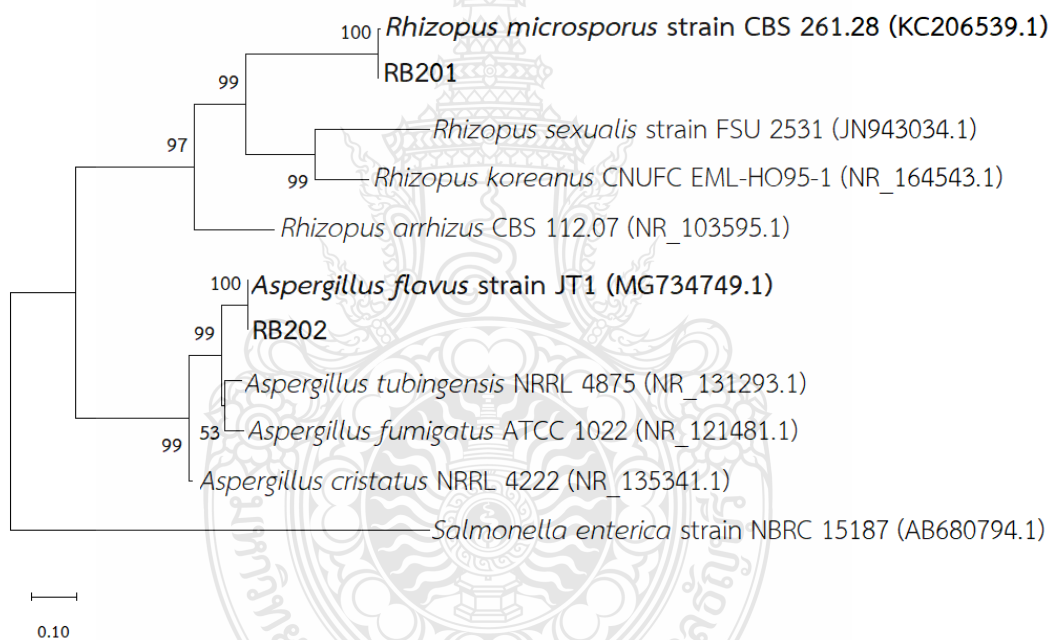 100 Rhizopus microsporus strain CBS 261.28 (KC206539.1)
RB201
99
Rhizopus sexualis strain FSU 2531 (JN943034.1)
97
99 Rhizopus koreanus CNUFC EML-HO95-1 (NR_164543.1)
Rhizopus arrhizus CBS 112.07 (NR_103595.1)
100 Aspergillus flavus strain JT1 (MG734749.1)
99 RB202
Aspergillus tubingensis NRRL 4875 (NR_131293.1)
53 Aspergillus fumigatus ATCC 1022 (NR_121481.1)
99
Aspergillus cristatus NRRL 4222 (NR_135341.1)
Salmonella enterica strain NBRC 15187 (AB680794.1)
0.10